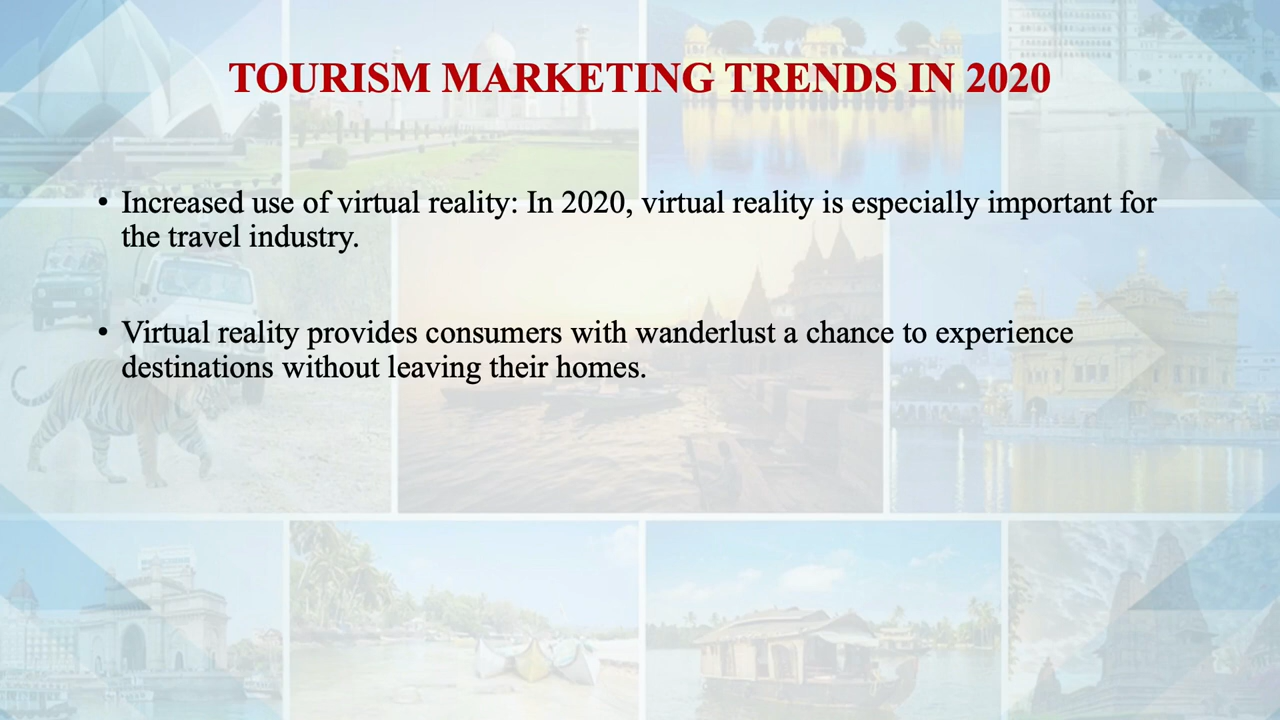 TOURISM MARKETING TRENDS IN 2020
• Increased use of virtual reality: In 2020, virtual reality is especially important for
the travel industry.
• Virtual reality provides consumers with wanderlust a chance to experience
destinations without leaving their homes.